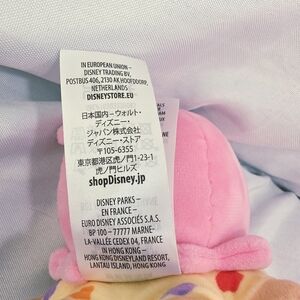 IN EUROPEAN UNION –
DISNEY TRADING BV,
POSTBUS 406, 2130 AK HOOFDDORP,
NETHERLANDS
DISNEYSTORE.EU
日本国内 – ウォルト・
ディズニー・
ジャパン株式会社
ディズニー ストア
〒105-6355
東京都港区虎ノ門1-23-1
虎ノ門ヒルズ
shopDisney.jp
DISNEY PARKS –
EN FRANCE –
EURO DISNEY ASSOCIÉS S.A.S.
BP 100 – 77777 MARNE-
LA-VALLÉE CEDEX 04, FRANCE
IN HONG KONG –
HONG KONG DISNEYLAND RESORT,
LANTAU ISLAND, HONG KONG